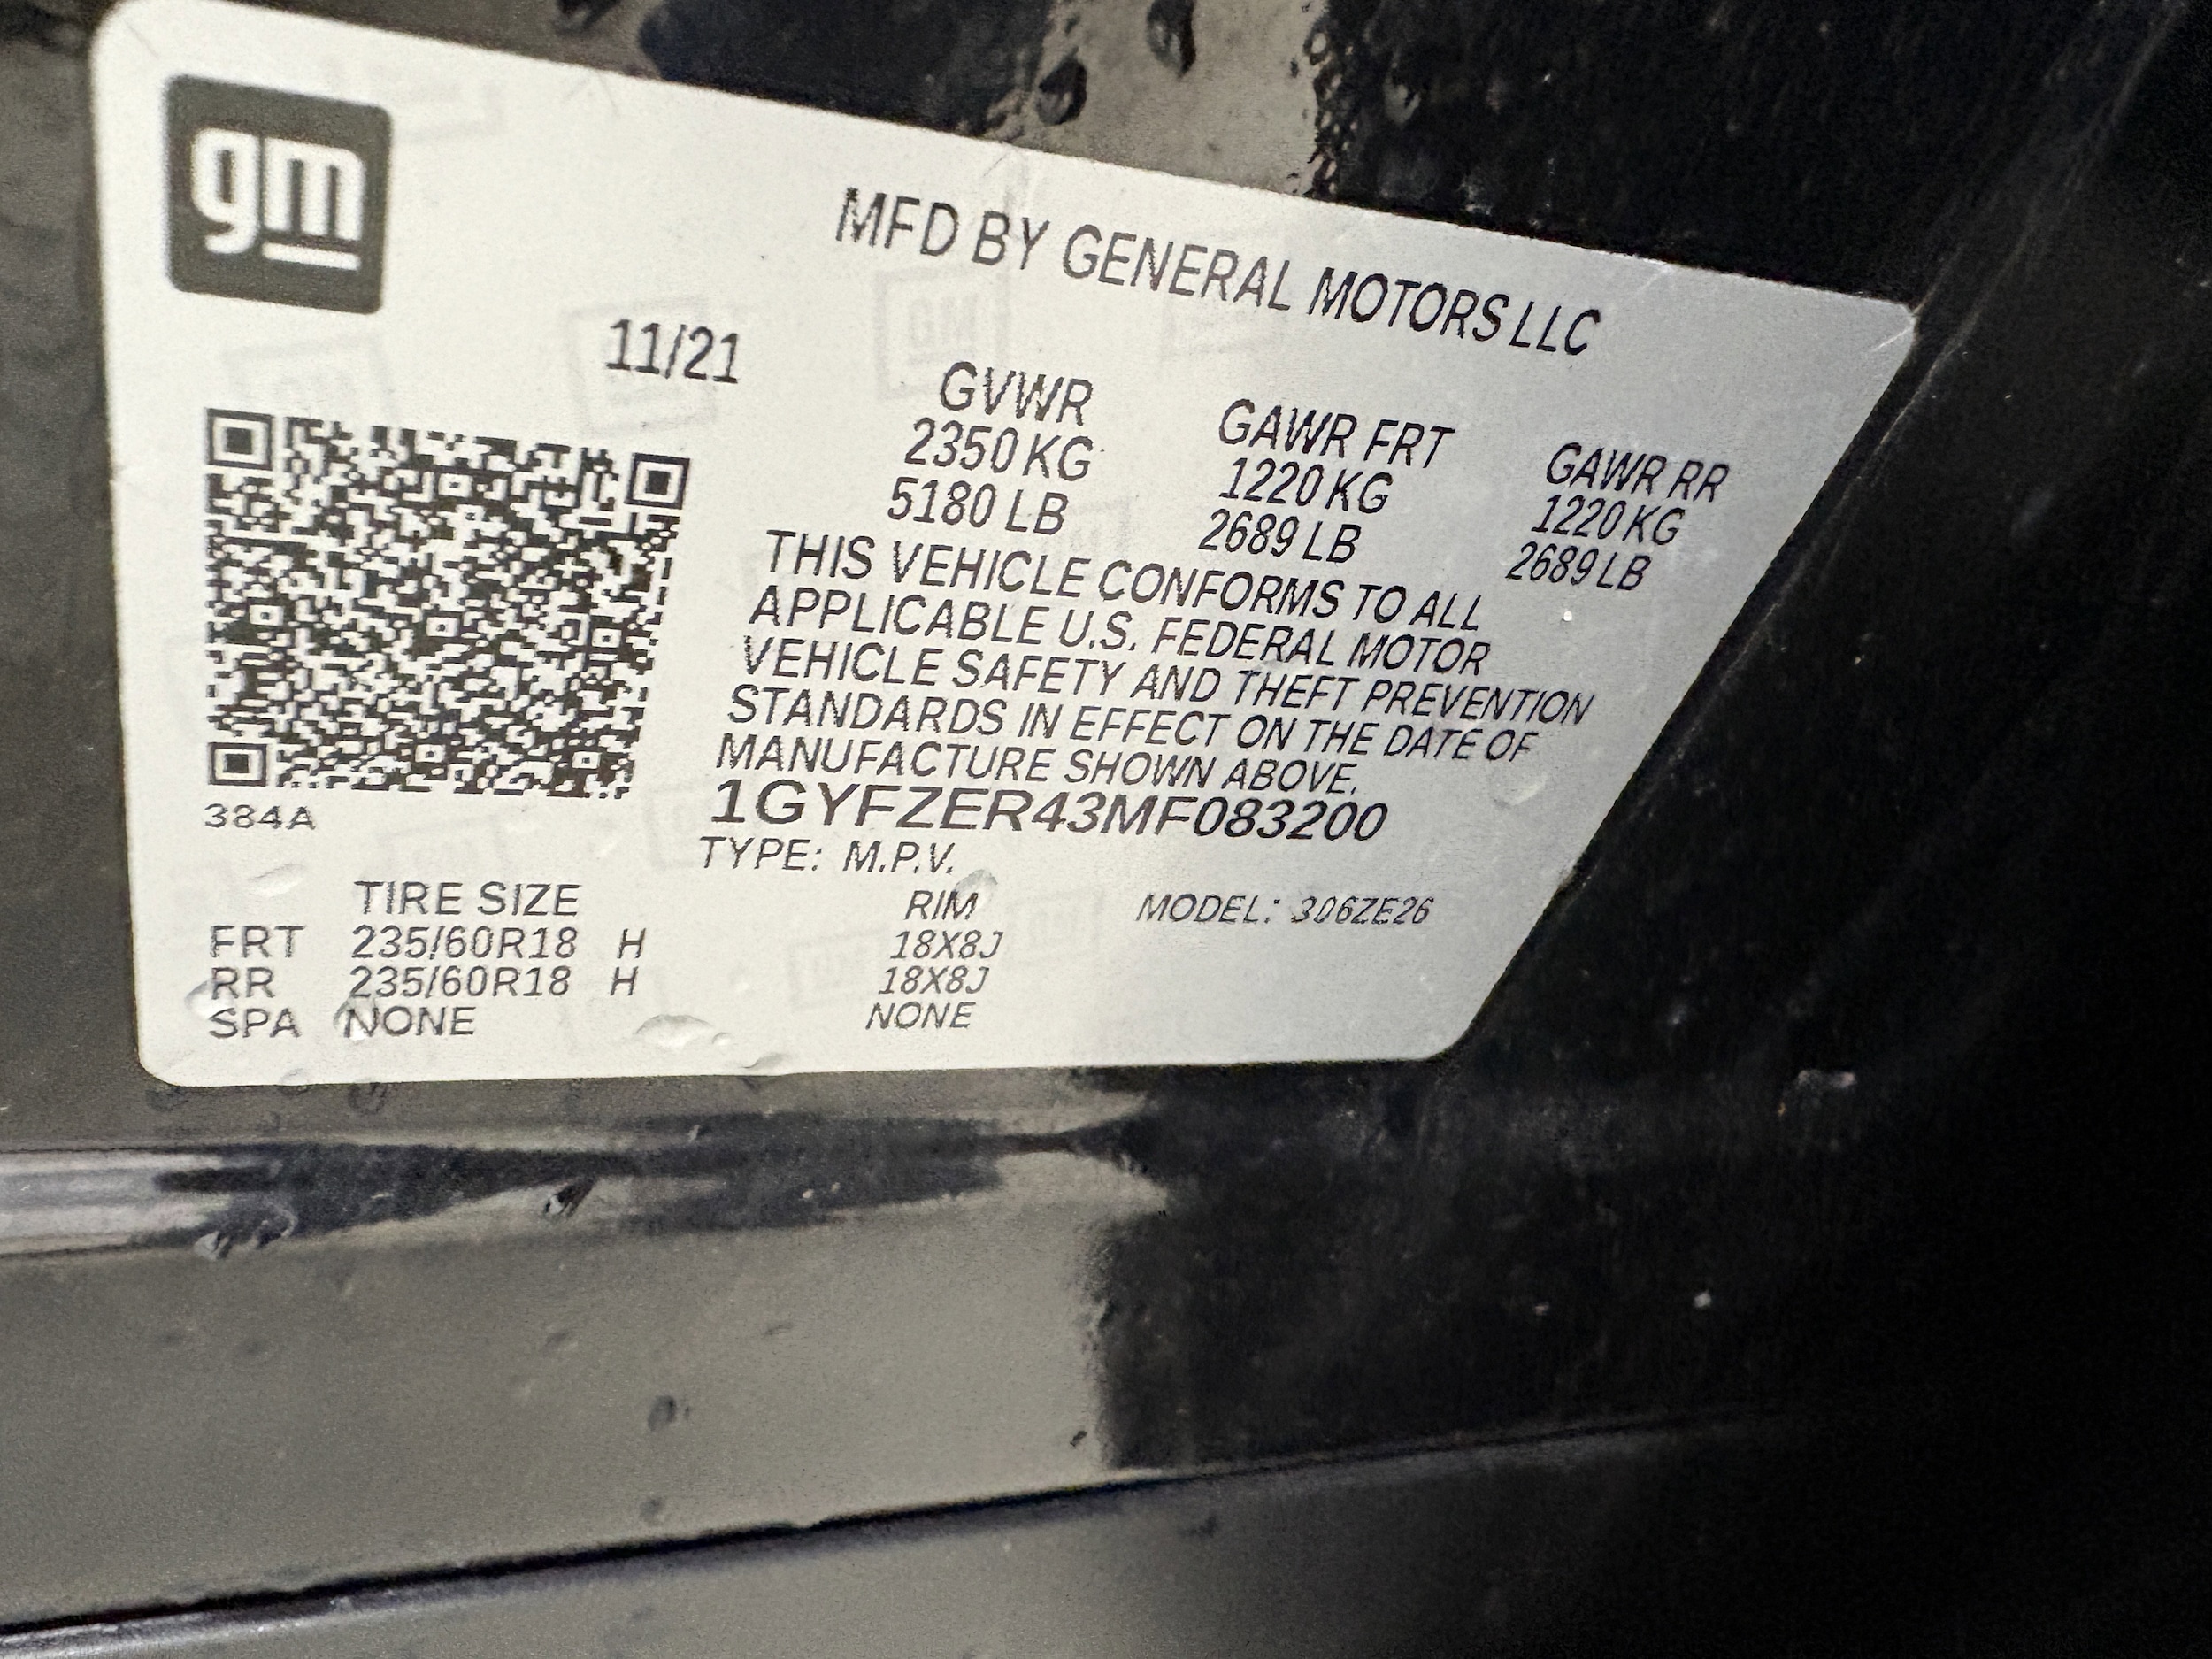 gm
MFD BY GENERAL MOTORS LLC
11/21
GVWR GAWR FRT GAWR RR
2350 KG 1220 KG 1220 KG
5180 LB 2689 LB 2689 LB
THIS VEHICLE CONFORMS TO ALL
APPLICABLE U.S. FEDERAL MOTOR
VEHICLE SAFETY AND THEFT PREVENTION
STANDARDS IN EFFECT ON THE DATE OF
MANUFACTURE SHOWN ABOVE.
384A
1GYFZER43MF083200
TYPE: M.P.V.
MODEL: 306ZE26
TIRE SIZE RIM
FRT 235/60R18 H 18X8J
RR 235/60R18 H 18X8J
SPA NONE NONE